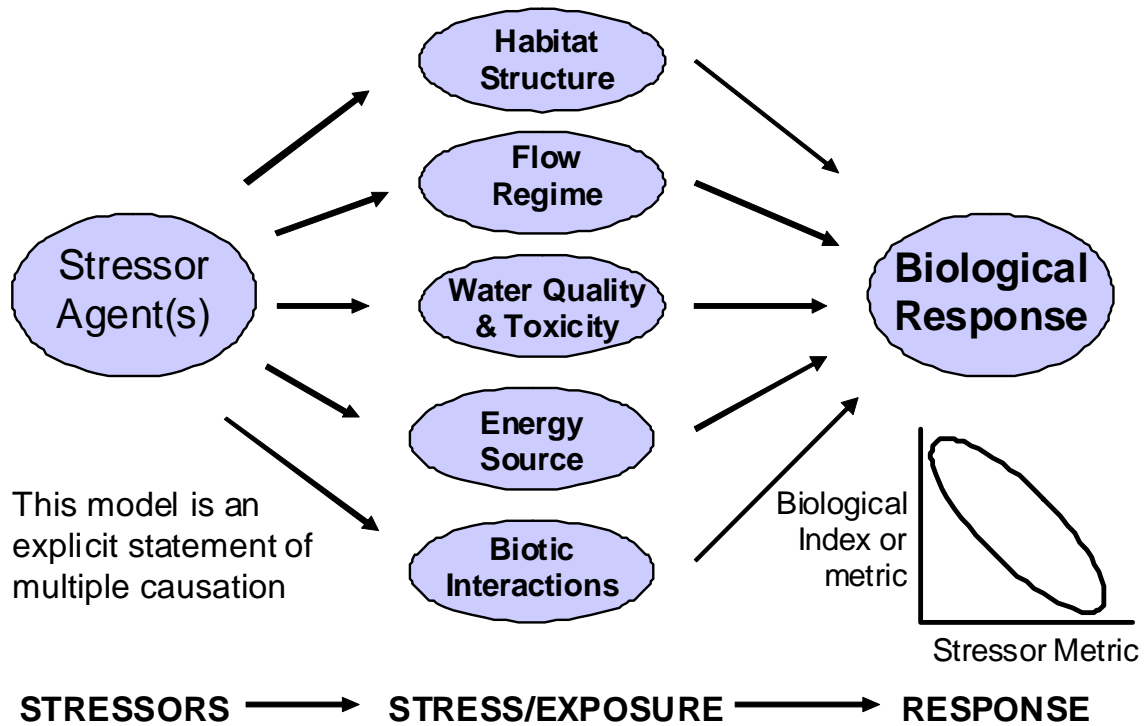 Habitat
Structure
Flow
Regime
Stressor
Agent(s)
Water Quality
& Toxicity
Biological
Response
Energy
Source
This model is an
explicit statement of
multiple causation
Biotic
Interactions
Biological
Index or
metric
Stressor Metric
STRESSORS
STRESS/EXPOSURE
RESPONSE